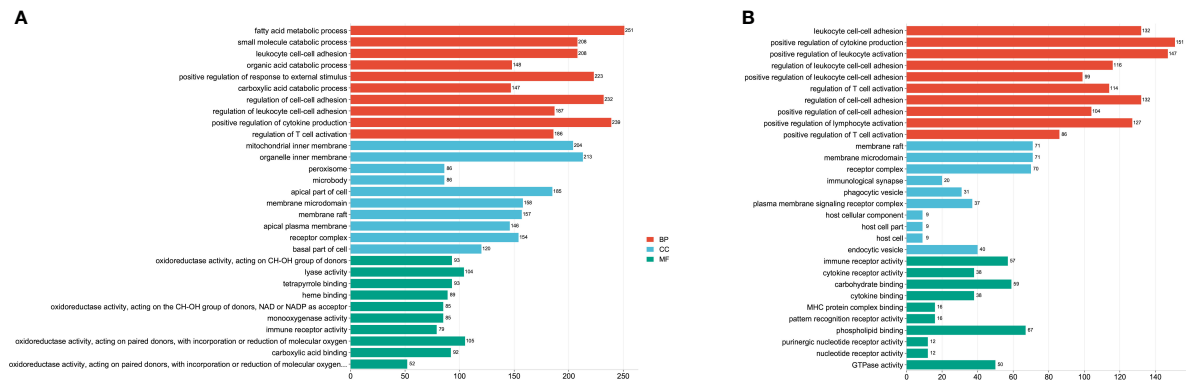 A
fatty acid metabolic process 251
small molecule catabolic process 208
leukocyte cell-cell adhesion 208
organic acid catabolic process 148
positive regulation of response to external stimulus 223
carboxylic acid catabolic process 147
regulation of cell-cell adhesion 232
regulation of leukocyte cell-cell adhesion 187
positive regulation of cytokine production 239
regulation of T cell activation 186
mitochondrial inner membrane 204
organelle inner membrane 213
peroxisome 86
microbody 86
apical part of cell 185
membrane microdomain 158
membrane raft 157
apical plasma membrane 146
receptor complex 154
basal part of cell 120
oxidoreductase activity, acting on CH-OH group of donors 93
lyase activity 104
tetrapyrrole binding 93
heme binding 89
oxidoreductase activity, acting on the CH-OH group of donors, NAD or NADP as acceptor 85
monooxygenase activity 85
immune receptor activity 79
oxidoreductase activity, acting on paired donors, with incorporation or reduction of molecular oxygen 105
carboxylic acid binding 92
oxidoreductase activity, acting on paired donors, with incorporation or reduction of molecular oxygen... 52
0 50 100 150 200 250
BP
CC
MF
B
leukocyte cell-cell adhesion 132
positive regulation of cytokine production 151
positive regulation of leukocyte activation 147
regulation of leukocyte cell-cell adhesion 116
positive regulation of leukocyte cell-cell adhesion 99
regulation of T cell activation 114
regulation of cell-cell adhesion 132
positive regulation of cell-cell adhesion 104
positive regulation of lymphocyte activation 127
positive regulation of T cell activation 86
membrane raft 71
membrane microdomain 71
receptor complex 70
immunological synapse 20
phagocytic vesicle 31
plasma membrane signaling receptor complex 37
host cellular component 9
host cell part 9
host cell 9
endocytic vesicle 40
immune receptor activity 57
cytokine receptor activity 38
carbohydrate binding 59
cytokine binding 38
MHC protein complex binding 16
pattern recognition receptor activity 16
phospholipid binding 67
purinergic nucleotide receptor activity 12
nucleotide receptor activity 12
GTPase activity 50
0 20 40 60 80 100 120 140